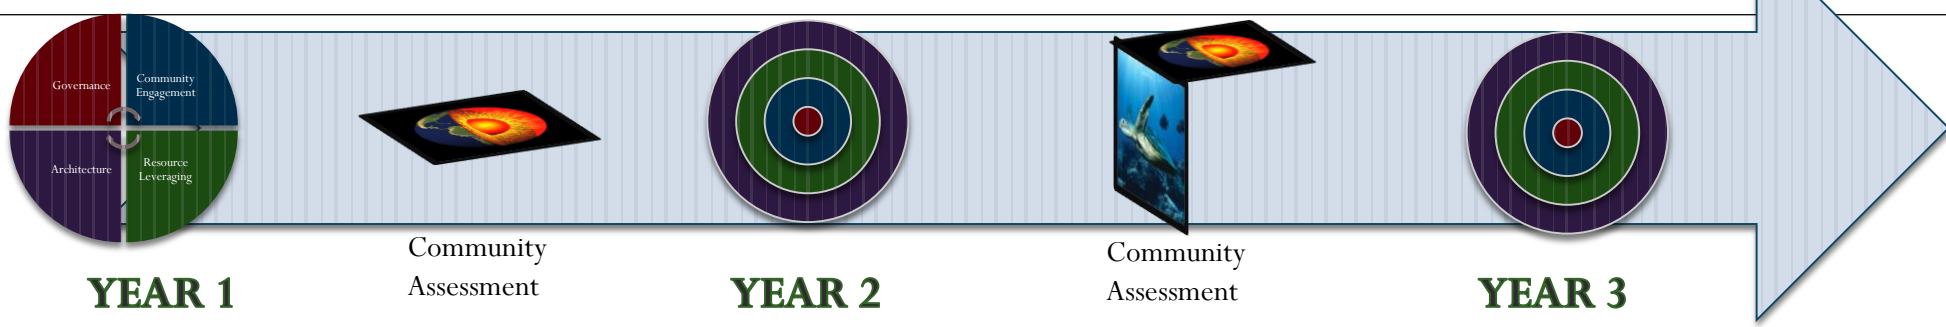 Governance
Community
Engagement
Architecture
Resource
Leveraging
Community
Assessment
Community
Assessment
YEAR 1
YEAR 2
YEAR 3